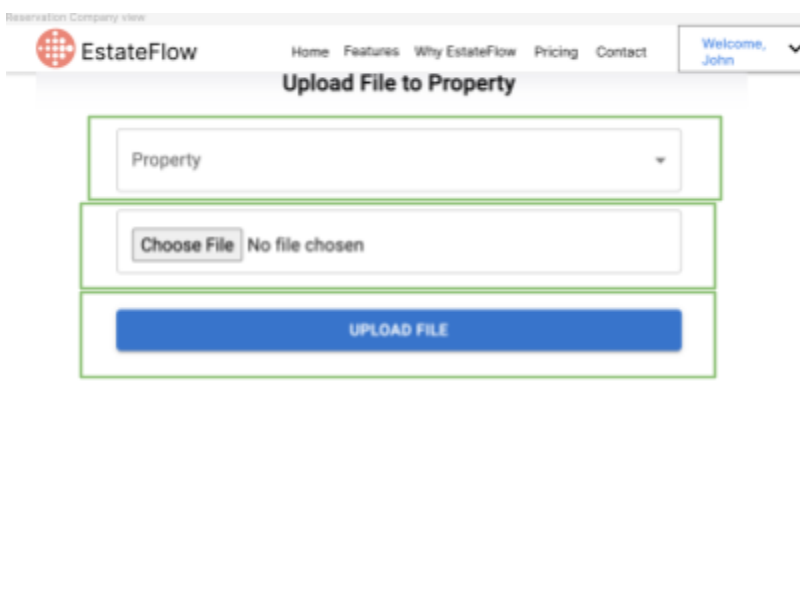 Reservation Company view
EstateFlow Home Features Why EstateFlow Pricing Contact Welcome,
John
Upload File to Property
Property
Choose File No file chosen
UPLOAD FILE